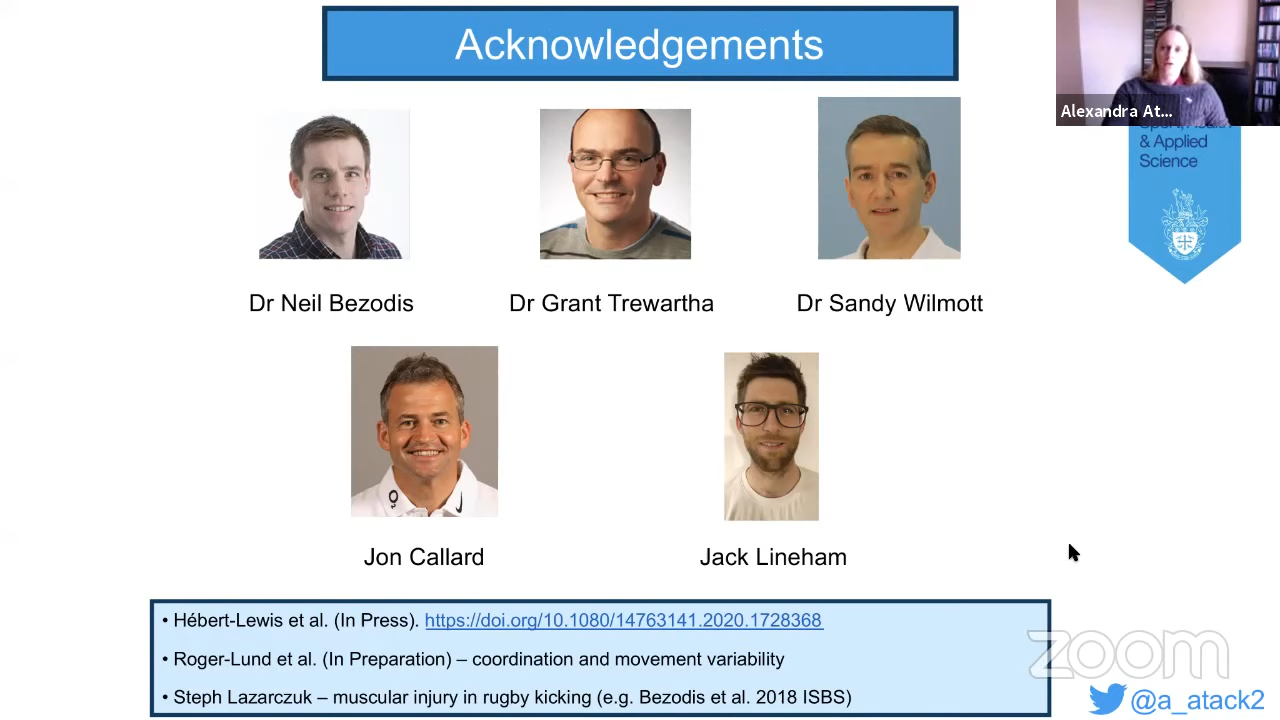 Acknowledgements
Alexandra At...
& Applied
Science
Dr Neil Bezodis
Dr Grant Trewartha
Dr Sandy Wilmott
Jon Callard
Jack Lineham
• Hébert-Lewis et al. (In Press). https://doi.org/10.1080/14763141.2020.1728368
• Roger-Lund et al. (In Preparation) – coordination and movement variability
• Steph Lazarczuk – muscular injury in rugby kicking (e.g. Bezodis et al. 2018 ISBS)
zoom
@a_atack2